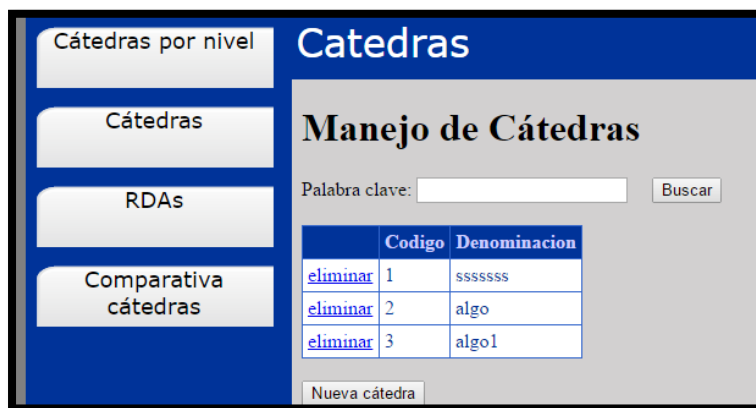 Cátedras por nivel
Cátedras
RDAs
Comparativa
cátedras
Catedras
Manejo de Cátedras
Palabra clave: Buscar
Codigo Denominacion
eliminar 1 sssssss
eliminar 2 algo
eliminar 3 algo1
Nueva cátedra